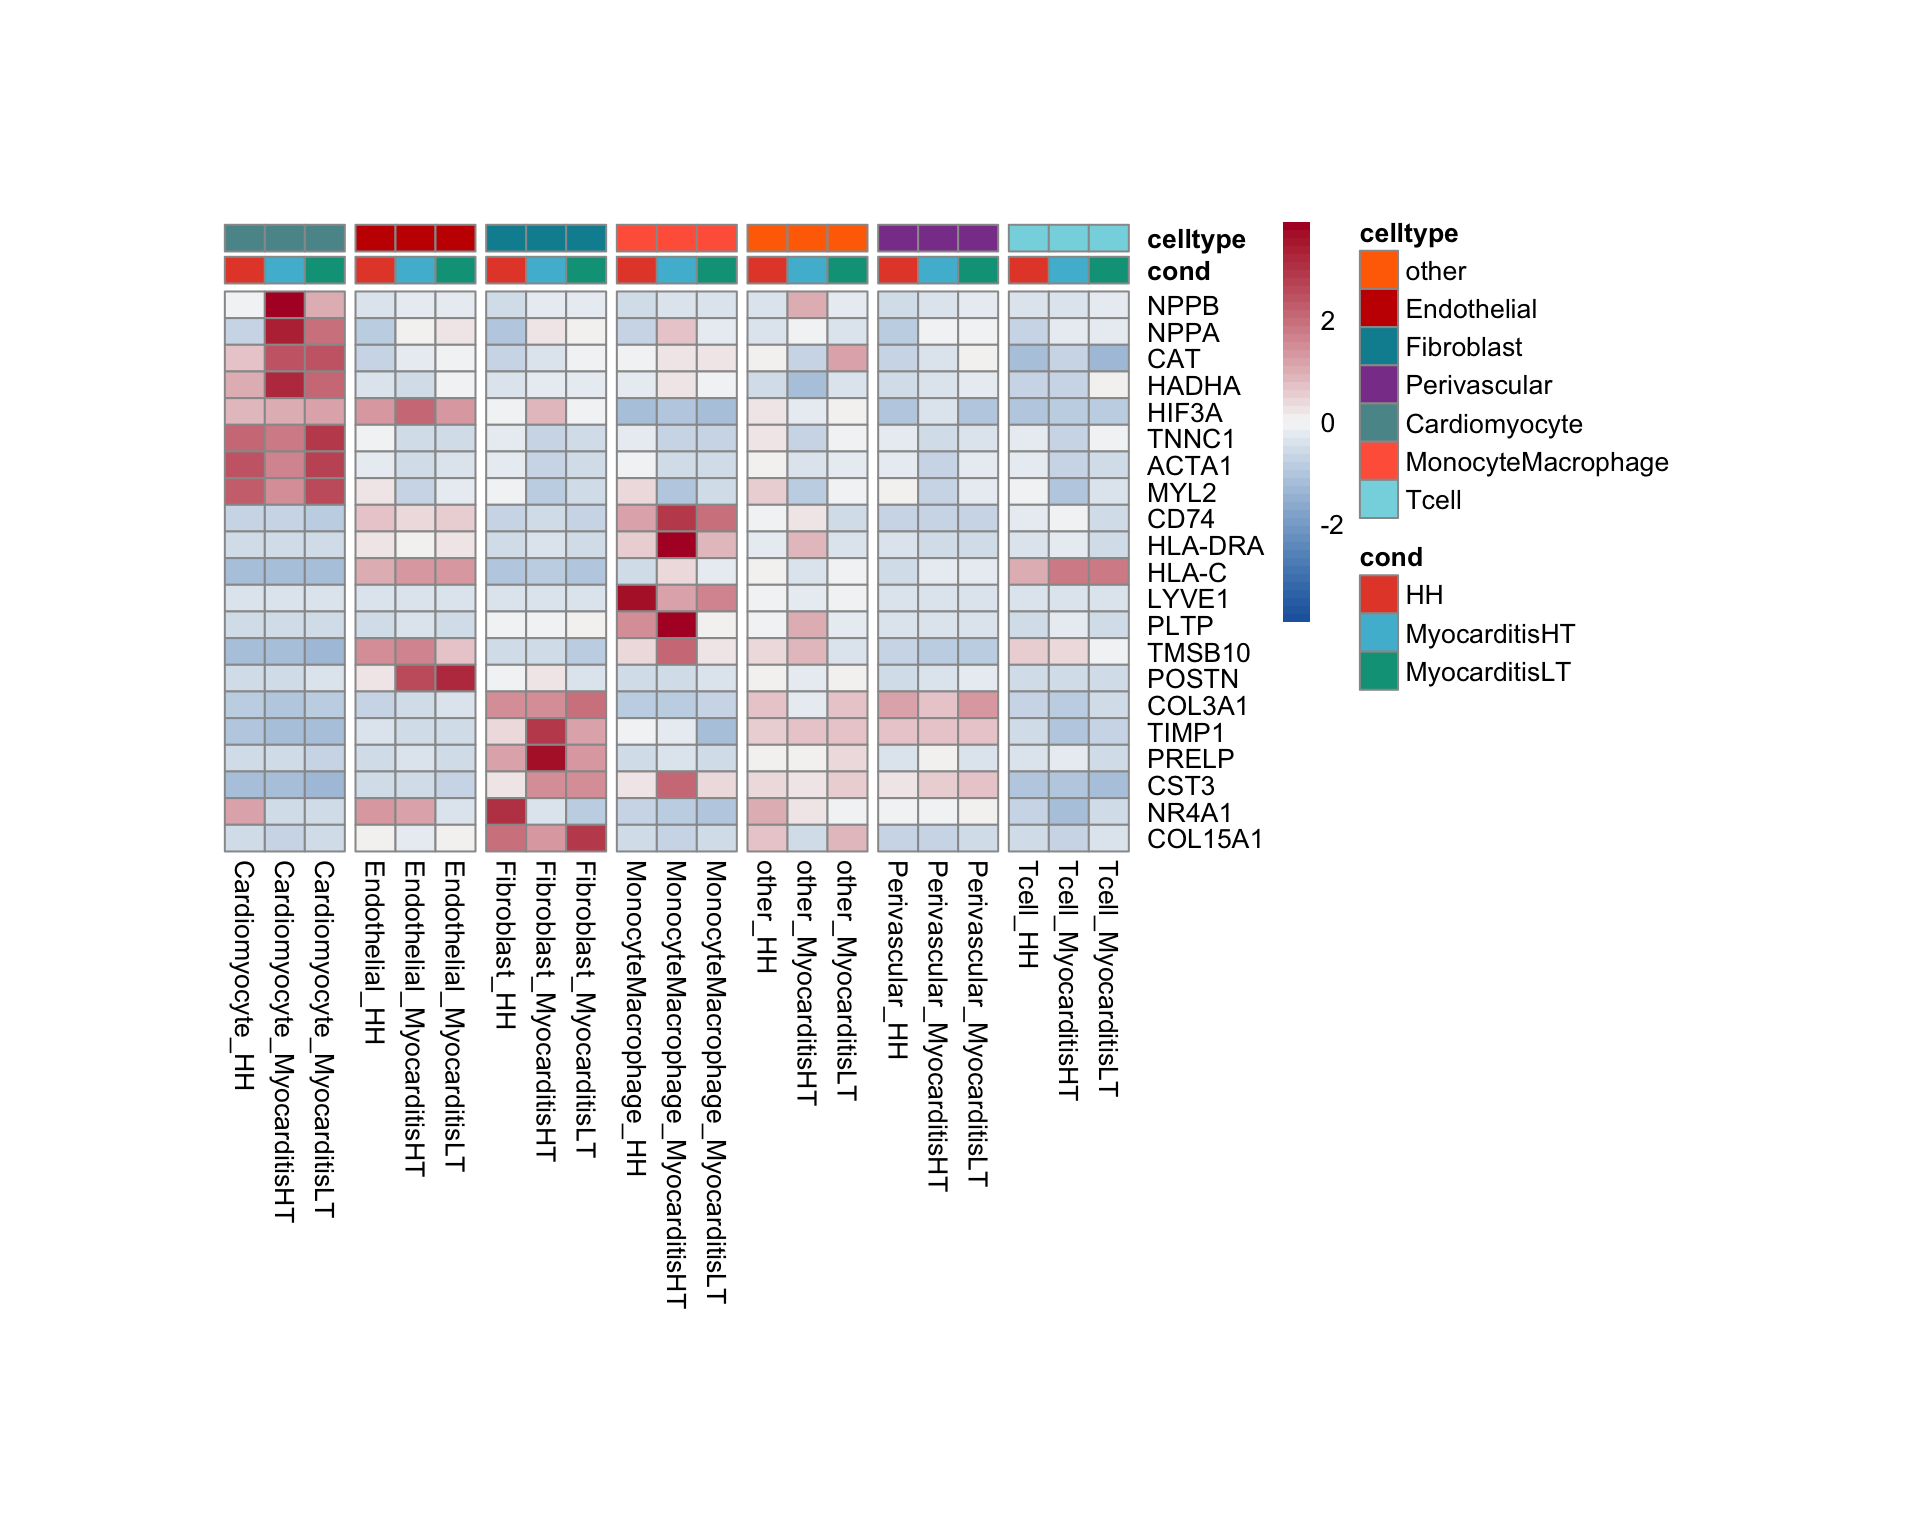 celltype
cond
NPPB
NPPA
CAT
HADHA
HIF3A
TNNC1
ACTA1
MYL2
CD74
HLA-DRA
HLA-C
LYVE1
PLTP
TMSB10
POSTN
COL3A1
TIMP1
PRELP
CST3
NR4A1
COL15A1
Cardiomyocyte_HH
Cardiomyocyte_MyocarditisHT
Cardiomyocyte_MyocarditisLT
Endothelial_HH
Endothelial_MyocarditisHT
Endothelial_MyocarditisLT
Fibroblast_HH
Fibroblast_MyocarditisHT
Fibroblast_MyocarditisLT
MonocyteMacrophage_HH
MonocyteMacrophage_MyocarditisHT
MonocyteMacrophage_MyocarditisLT
other_HH
other_MyocarditisHT
other_MyocarditisLT
Perivascular_HH
Perivascular_MyocarditisHT
Perivascular_MyocarditisLT
Tcell_HH
Tcell_MyocarditisHT
Tcell_MyocarditisLT
2
0
-2
celltype
other
Endothelial
Fibroblast
Perivascular
Cardiomyocyte
MonocyteMacrophage
Tcell
cond
HH
MyocarditisHT
MyocarditisLT